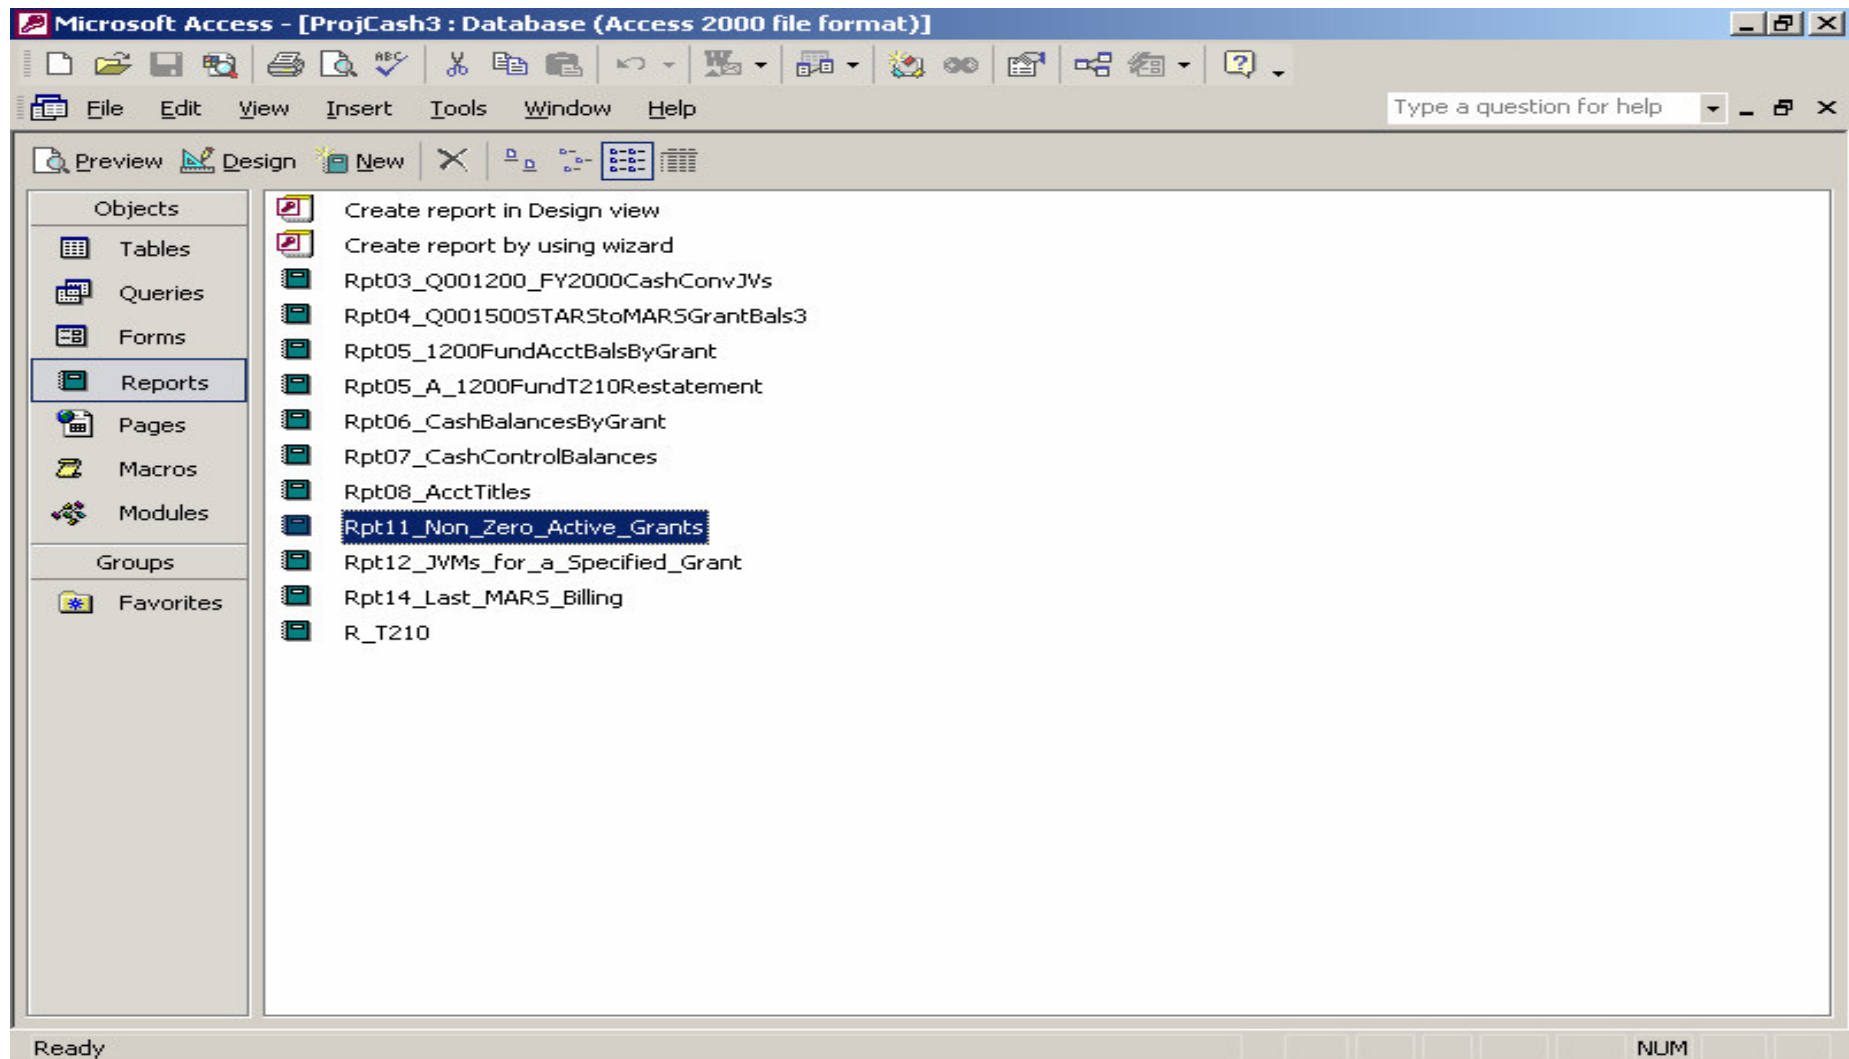 Microsoft Access - [ProjCash3 : Database (Access 2000 file format)]
File Edit View Insert Tools Window Help Type a question for help
Preview Design New
Objects
Tables
Queries
Forms
Reports
Pages
Macros
Modules
Groups
Favorites
Create report in Design view
Create report by using wizard
Rpt03_Q001200_FY2000CashConvJVs
Rpt04_Q001500STARStoMARSGrantBals3
Rpt05_1200FundAcctBalsByGrant
Rpt05_A_1200FundT210Restatement
Rpt06_CashBalancesByGrant
Rpt07_CashControlBalances
Rpt08_AcctTitles
Rpt11_Non_Zero_Active_Grants
Rpt12_JVMs_for_a_Specified_Grant
Rpt14_Last_MARS_Billing
R_T210
Ready NUM